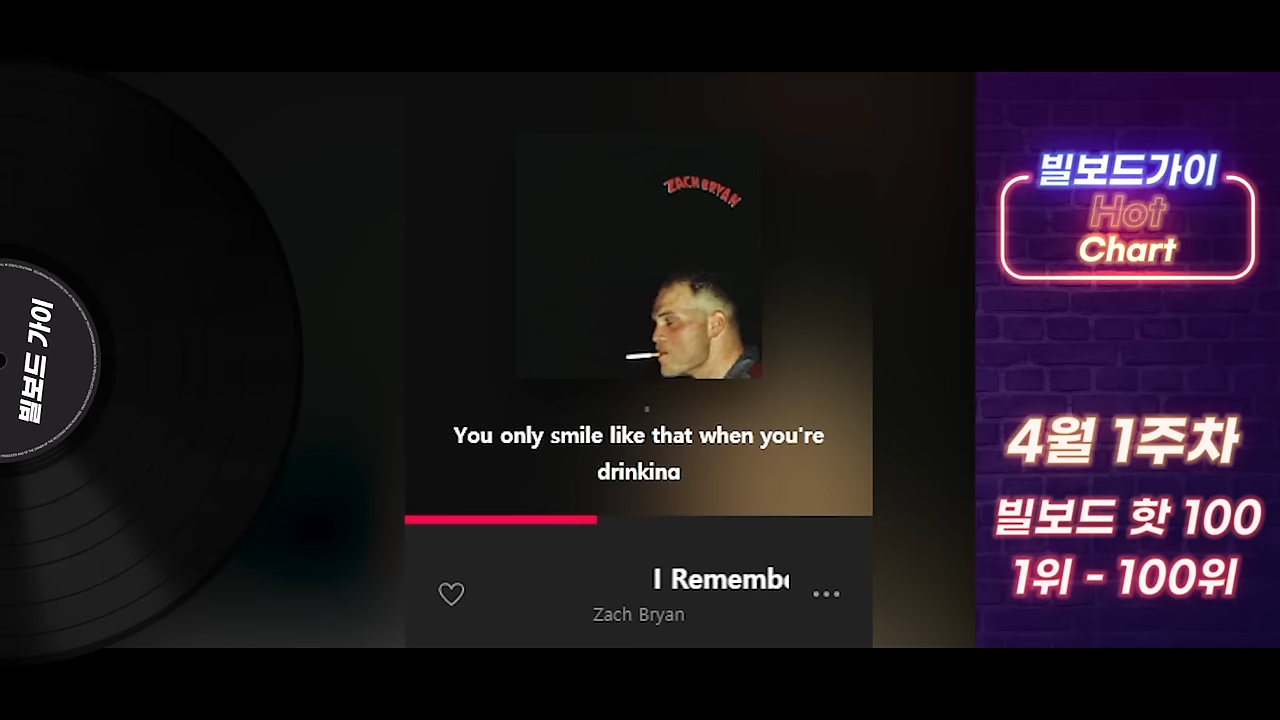 빌보드 가이
ZACH BRYAN
You only smile like that when you're
drinking
I Remembe
Zach Bryan
빌보드가이
Hot
Chart
4월 1주차
빌보드 핫 100
1위 - 100위